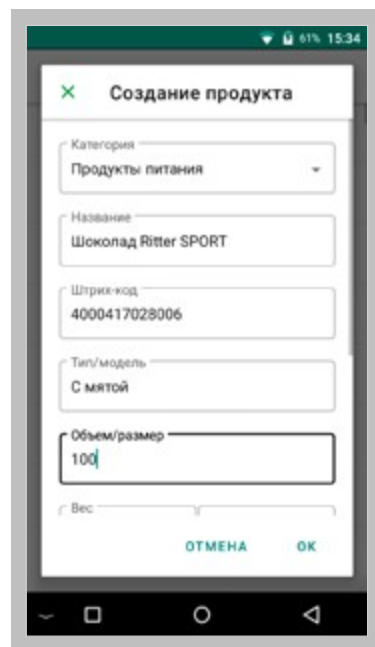 61% 15:34
Создание продукта
Категория
Продукты питания
Название
Шоколад Ritter SPORT
Штрих-код
4000417028006
Тип/модель
С мятой
Объем/размер
100
Вес
ОТМЕНА ОК